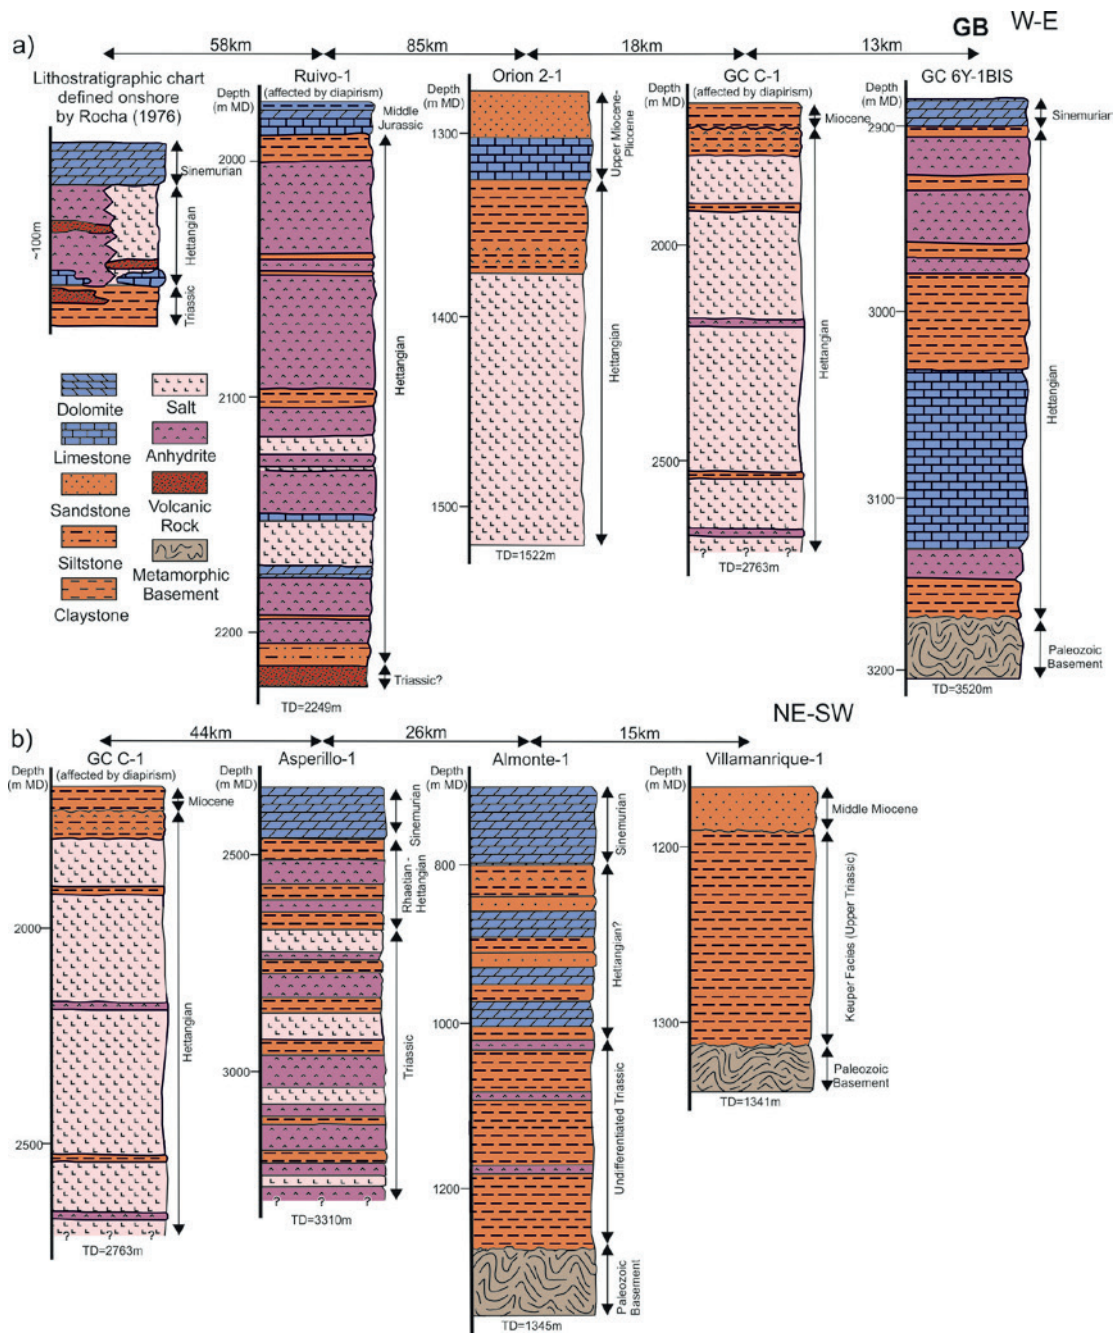 a)
GB W-E
58km
85km
18km
13km
Lithostratigraphic chart
defined onshore
by Rocha (1976)
~100m
Sinemurian
Hettangian
Triassic
Dolomite
Salt
Limestone
Anhydrite
Sandstone
Volcanic
Rock
Siltstone
Metamorphic
Basement
Claystone
Ruivo-1
(affected by diapirism)
Depth
(m MD)
2000
2100
2200
Middle
Jurassic
Hettangian
Triassic?
TD=2249m
Orion 2-1
Depth
(m MD)
1300
1400
1500
Upper Miocene-
Pliocene
Hettangian
TD=1522m
GC C-1
(affected by diapirism)
Depth
(m MD)
2000
2500
Miocene
Hettangian
? ? ?
TD=2763m
GC 6Y-1BIS
Depth
(m MD)
2900
3000
3100
3200
Sinemurian
Hettangian
Paleozoic
Basement
TD=3520m
b)
NE-SW
44km
26km
15km
GC C-1
(affected by diapirism)
Depth
(m MD)
2000
2500
Miocene
Hettangian
? ? ?
TD=2763m
Asperillo-1
Depth
(m MD)
2500
3000
Sinemurian
Rhaetian -
Hettangian
Triassic
? ? ?
TD=3310m
Almonte-1
Depth
(m MD)
800
1000
1200
Sinemurian
Hettangian?
Undifferentiated Triassic
Paleozoic
Basement
TD=1345m
Villamanrique-1
Depth
(m MD)
1200
1300
Middle Miocene
Keuper Facies (Upper Triassic)
Paleozoic
Basement
TD=1341m